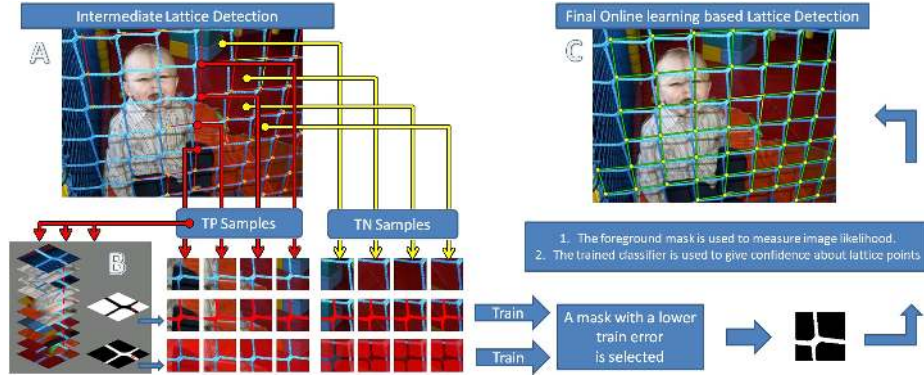 Intermediate Lattice Detection
Final Online learning based Lattice Detection
A
C
TP Samples
TN Samples
B
1. The foreground mask is used to measure image likelihood.
2. The trained classifier is used to give confidence about lattice points
Train
Train
A mask with a lower
train error
is selected